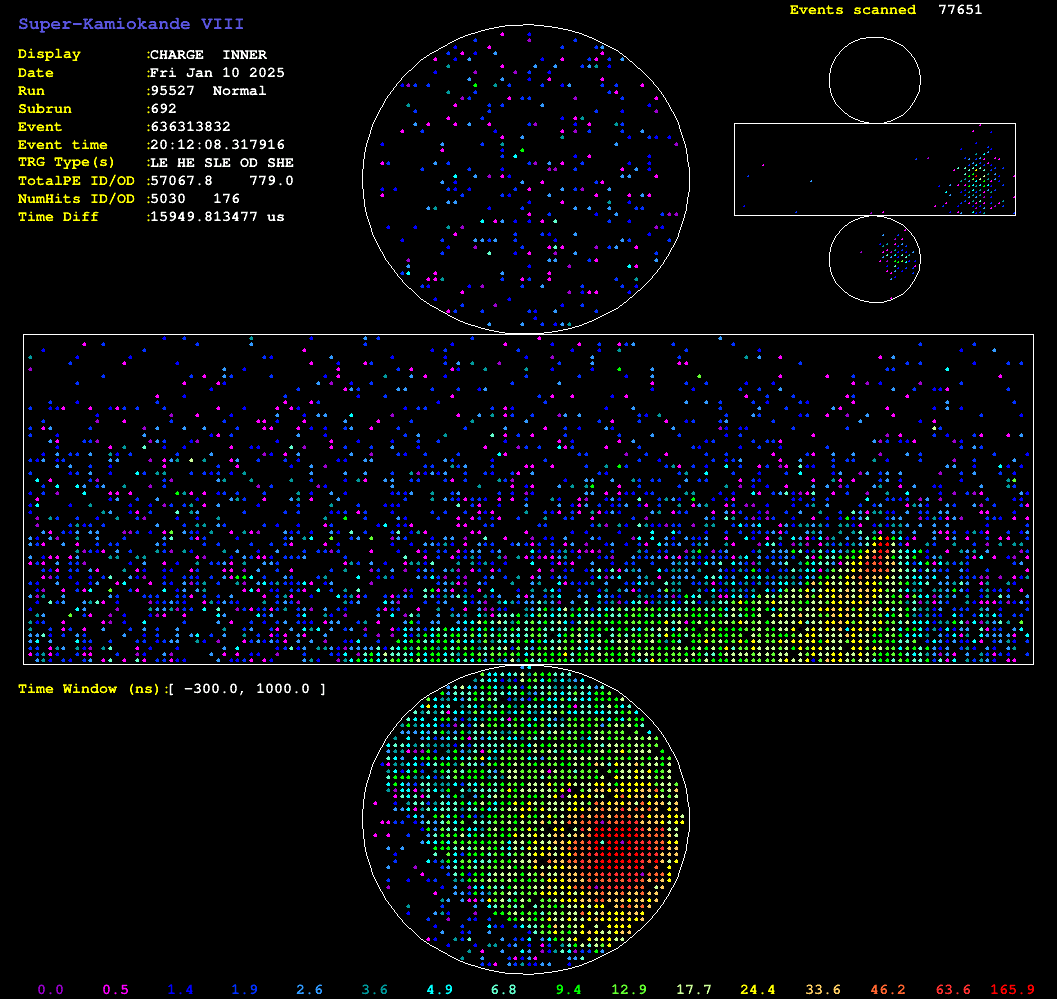 Super-Kamiokande VIII
Events scanned 77651
Display :CHARGE INNER
Date :Fri Jan 10 2025
Run :95527 Normal
Subrun :692
Event :636313832
Event time :20:12:08.317916
TRG Type(s) :LE HE SLE OD SHE
TotalPE ID/OD :57067.8 779.0
NumHits ID/OD :5030 176
Time Diff :15949.813477 us
Time Window (ns):[ -300.0, 1000.0 ]
0.0 0.5 1.4 1.9 2.6 3.6 4.9 6.8 9.4 12.9 17.7 24.4 33.6 46.2 63.6 165.9